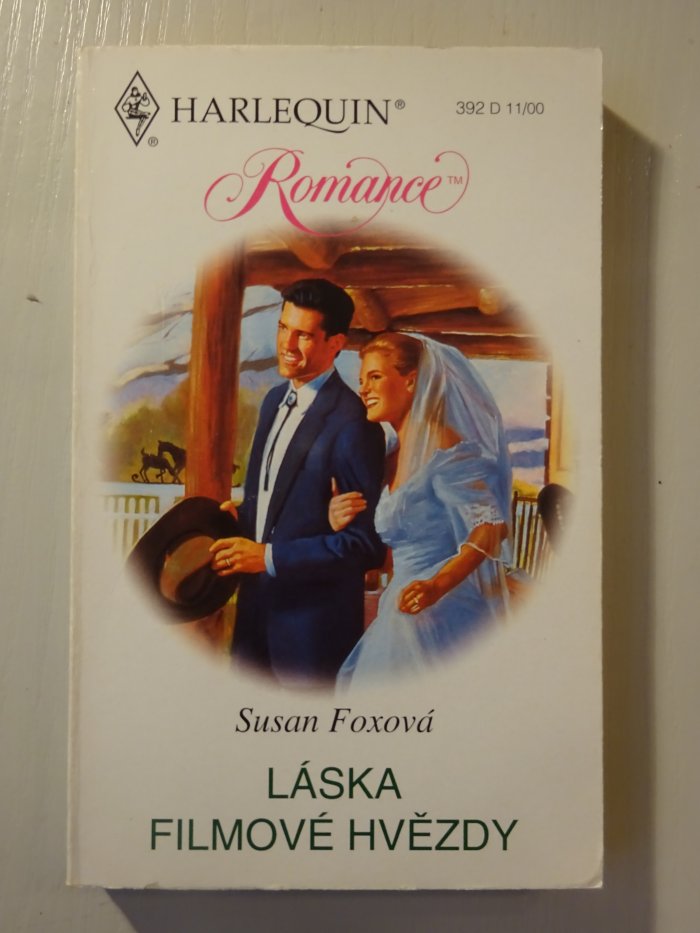 HARLEQUIN®
392 D 11/00
®
Romance™
Susan Foxová
LÁSKA
FILMOVÉ HVĚZDY